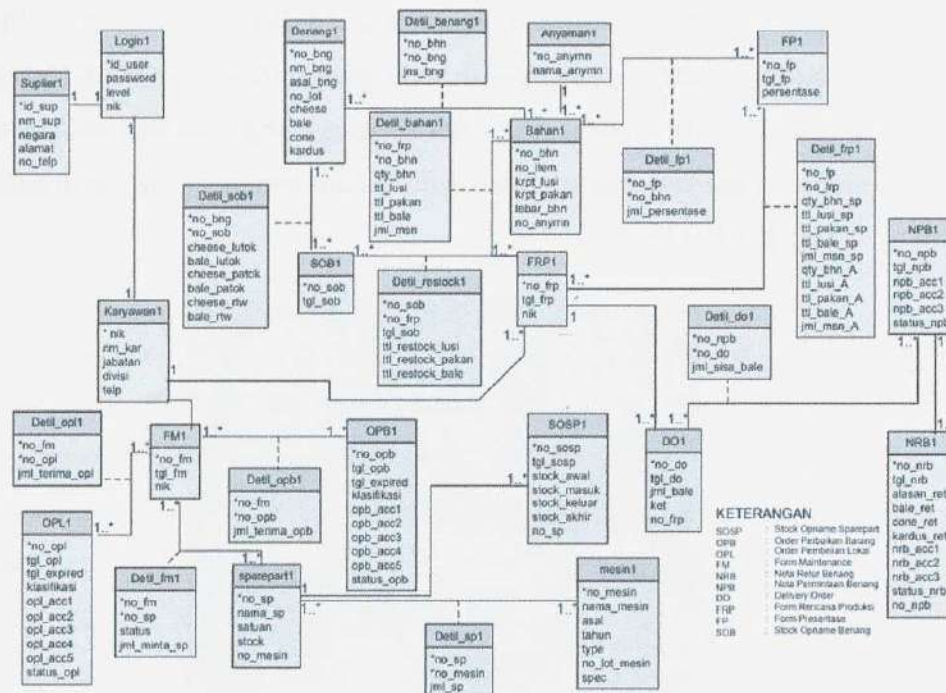 Login1
*id_user
password
level
nik
Suplier1
*id_sup
nm_sup
negara
alamat
no_telp
Benang1
*no_bng
nm_bng
asal_bng
no_lot
cheese
bale
cone
kardus
Detil_benang1
*no_bhn
*no_bng
jns_bng
Anyaman1
*no_anymn
nama_anymn
FP1
*no_fp
tgl_fp
persentase
Detil_bahan1
*no_frp
*no_bhn
qty_bhn
ttl_lusi
ttl_pakan
ttl_bale
jml_msn
Bahan1
*no_bhn
no_item
krpt_lusi
krpt_pakan
lebar_bhn
no_anymn
Detil_fp1
*no_fp
*no_bhn
jml_persentase
Detil_frp1
*no_fp
*no_frp
qty_bhn_sp
ttl_lusi_sp
ttl_pakan_sp
ttl_bale_sp
jml_msn_sp
qty_bhn_A
ttl_lusi_A
ttl_pakan_A
ttl_bale_A
jml_msn_A
Detil_sob1
*no_bng
*no_sob
cheese_lutok
bale_lutok
cheese_patok
bale_patok
cheese_rtw
bale_rtw
SOB1
*no_sob
tgl_sob
FRP1
*no_frp
tgl_frp
nik
NPB1
*no_npb
tgl_npb
npb_acc1
npb_acc2
npb_acc3
status_npb
Detil_restock1
*no_sob
*no_frp
tgl_sob
ttl_restock_lusi
ttl_restock_pakan
ttl_restock_bale
Karyawan1
* nik
nm_kar
jabatan
divisi
telp
Detil_do1
*no_npb
*no_do
jml_sisa_bale
Detil_opl1
*no_fm
*no_opl
jml_terima_opl
FM1
*no_fm
tgl_fm
nik
OPB1
*no_opb
tgl_opb
tgl_expired
klasifikasi
opb_acc1
opb_acc2
opb_acc3
opb_acc4
opb_acc5
status_opb
Detil_opb1
*no_fm
*no_opb
jml_terima_opb
SOSP1
*no_sosp
tgl_sosp
stock_awal
stock_masuk
stock_keluar
stock_akhir
no_sp
DO1
*no_do
tgl_do
jml_bale
ket
no_frp
NRB1
*no_nrb
tgl_nrb
alasan_ret
bale_ret
cone_ret
kardus_ret
nrb_acc1
nrb_acc2
nrb_acc3
status_nrb
no_npb
OPL1
*no_opl
tgl_opl
tgl_expired
klasifikasi
opl_acc1
opl_acc2
opl_acc3
opl_acc4
opl_acc5
status_opl
Detil_fm1
*no_fm
*no_sp
status
jml_minta_sp
sparepart1
*no_sp
nama_sp
satuan
stock
no_mesin
Detil_sp1
*no_sp
*no_mesin
jml_sp
mesin1
*no_mesin
nama_mesin
asal
tahun
type
no_lot_mesin
spec
KETERANGAN
SOSP : Stock Opname Sparepart
OPB : Order Perbaikan Barang
OPL : Order Pembelian Lokal
FM : Form Maintenance
NRB : Nota Retur Benang
NPB : Nota Permintaan Benang
DO : Delivery Order
FRP : Form Rencana Produksi
FP : Form Presentase
SOB : Stock Opname Benang